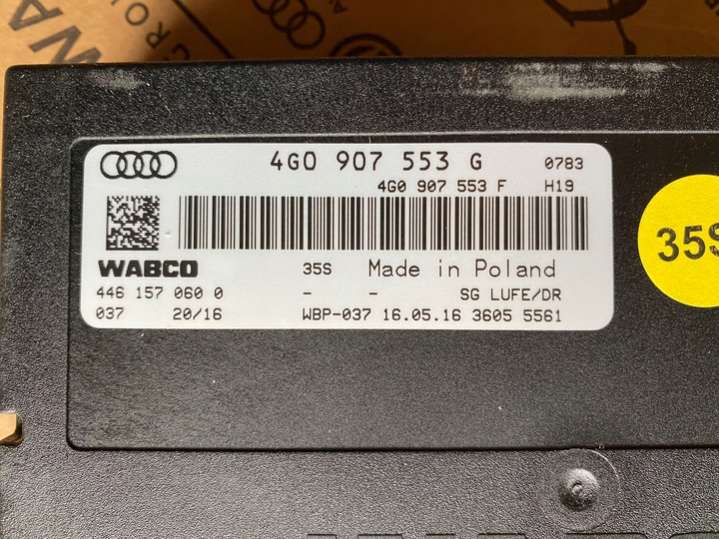 4G0 907 553 G 0783
4G0 907 553 F H19
WABCO 35S Made in Poland
446 157 060 0 - - SG LUFE/DR
037 20/16 WBP-037 16.05.16 3605 5561
35S